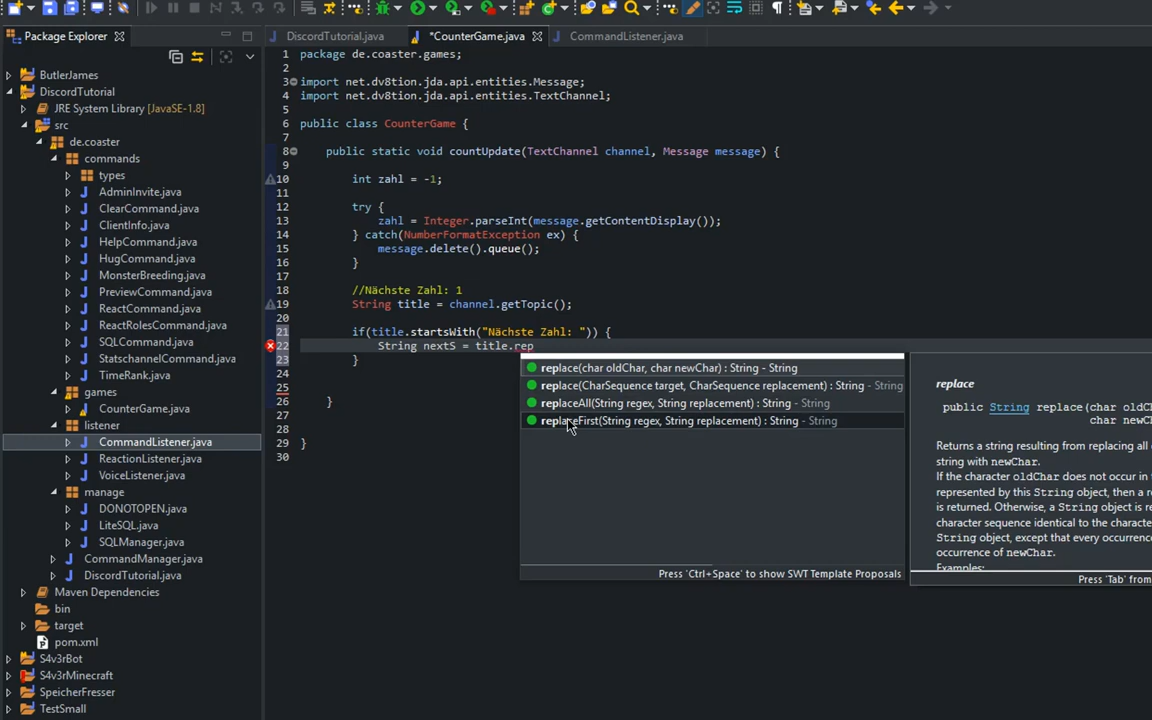 Package Explorer
DiscordTutorial.java
*CounterGame.java
CommandListener.java
ButlerJames
DiscordTutorial
JRE System Library [JavaSE-1.8]
src
de.coaster
commands
types
AdminInvite.java
ClearCommand.java
ClientInfo.java
HelpCommand.java
HugCommand.java
MonsterBreeding.java
PreviewCommand.java
ReactCommand.java
ReactRolesCommand.java
SQLCommand.java
Statschannelcommand.java
TimeRank.java
games
CounterGame.java
listener
CommandListener.java
ReactionListener.java
VoiceListener.java
manage
DONOTOPEN.java
LiteSQL.java
SQLManager.java
CommandManager.java
DiscordTutorial.java
Maven Dependencies
bin
target
pom.xml
S4v3rBot
S4v3rMinecraft
SpeicherFresser
TestSmall
1 package de.coaster.games;
2
3 import net.dv8tion.jda.api.entities.Message;
4 import net.dv8tion.jda.api.entities.TextChannel;
5
6 public class CounterGame {
7
8 public static void countUpdate(TextChannel channel, Message message) {
9
10 int zahl = -1;
11
12 try {
13 zahl = Integer.parseInt(message.getContentDisplay());
14 } catch(NumberFormatException ex) {
15 message.delete().queue();
16 }
17
18 //Nächste Zahl: 1
19 String title = channel.getTopic();
20
21 if(title.startsWith("Nächste Zahl: ")) {
22 String nextS = title.rep
23 }
24
25
26 }
27
28
29 }
30
replace(char oldChar, char newChar) : String - String
replace(CharSequence target, CharSequence replacement) : String - String
replaceAll(String regex, String replacement) : String - String
replaceFirst(String regex, String replacement) : String - String
Press 'Ctrl+Space' to show SWT Template Proposals
replace
public String replace(char oldC
char newC
Returns a string resulting from replacing all
string with newChar.
If the character oldChar does not occur in
represented by this String object, then a r
is returned. Otherwise, a String object is r
character sequence identical to the characte
String object, except that every occurrence
occurrence of newChar.
Examples:
Press 'Tab' from